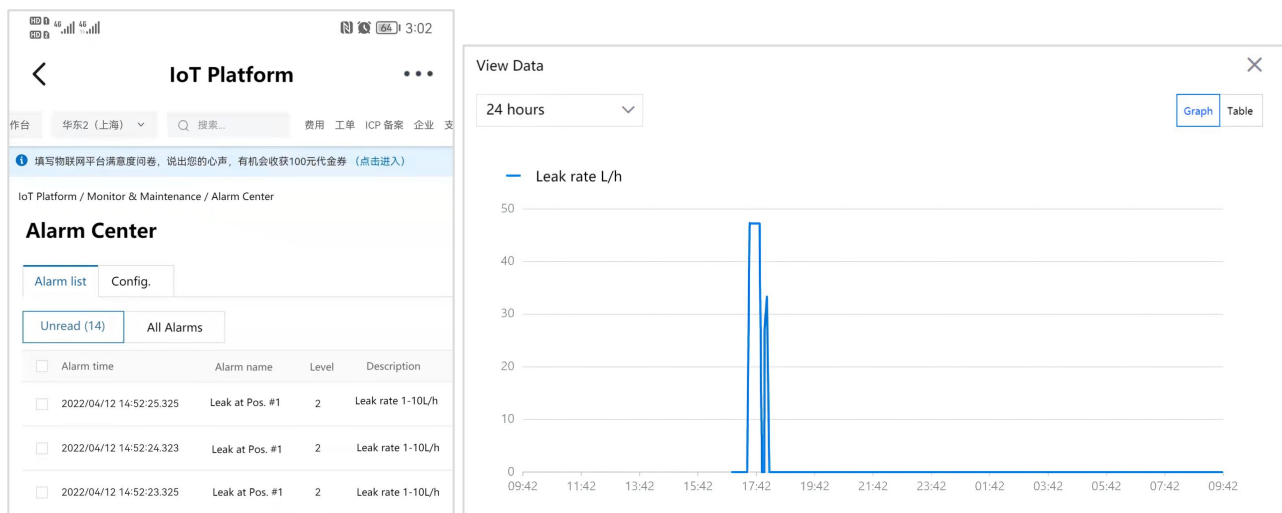 HD 1 4G 4G 64 3:02
HD 2
IoT Platform
作台 华东2（上海） 搜索... 费用 工单 ICP 备案 企业 支
填写物联网平台满意度问卷，说出您的心声，有机会收获100元代金券 （点击进入）
IoT Platform / Monitor & Maintenance / Alarm Center
Alarm Center
Alarm list Config.
Unread (14) All Alarms
Alarm time Alarm name Level Description
2022/04/12 14:52:25.325 Leak at Pos. #1 2 Leak rate 1-10L/h
2022/04/12 14:52:24.323 Leak at Pos. #1 2 Leak rate 1-10L/h
2022/04/12 14:52:23.325 Leak at Pos. #1 2 Leak rate 1-10L/h
View Data
24 hours Graph Table
Leak rate L/h
50
40
30
20
10
0
09:42 11:42 13:42 15:42 17:42 19:42 21:42 23:42 01:42 03:42 05:42 07:42 09:42